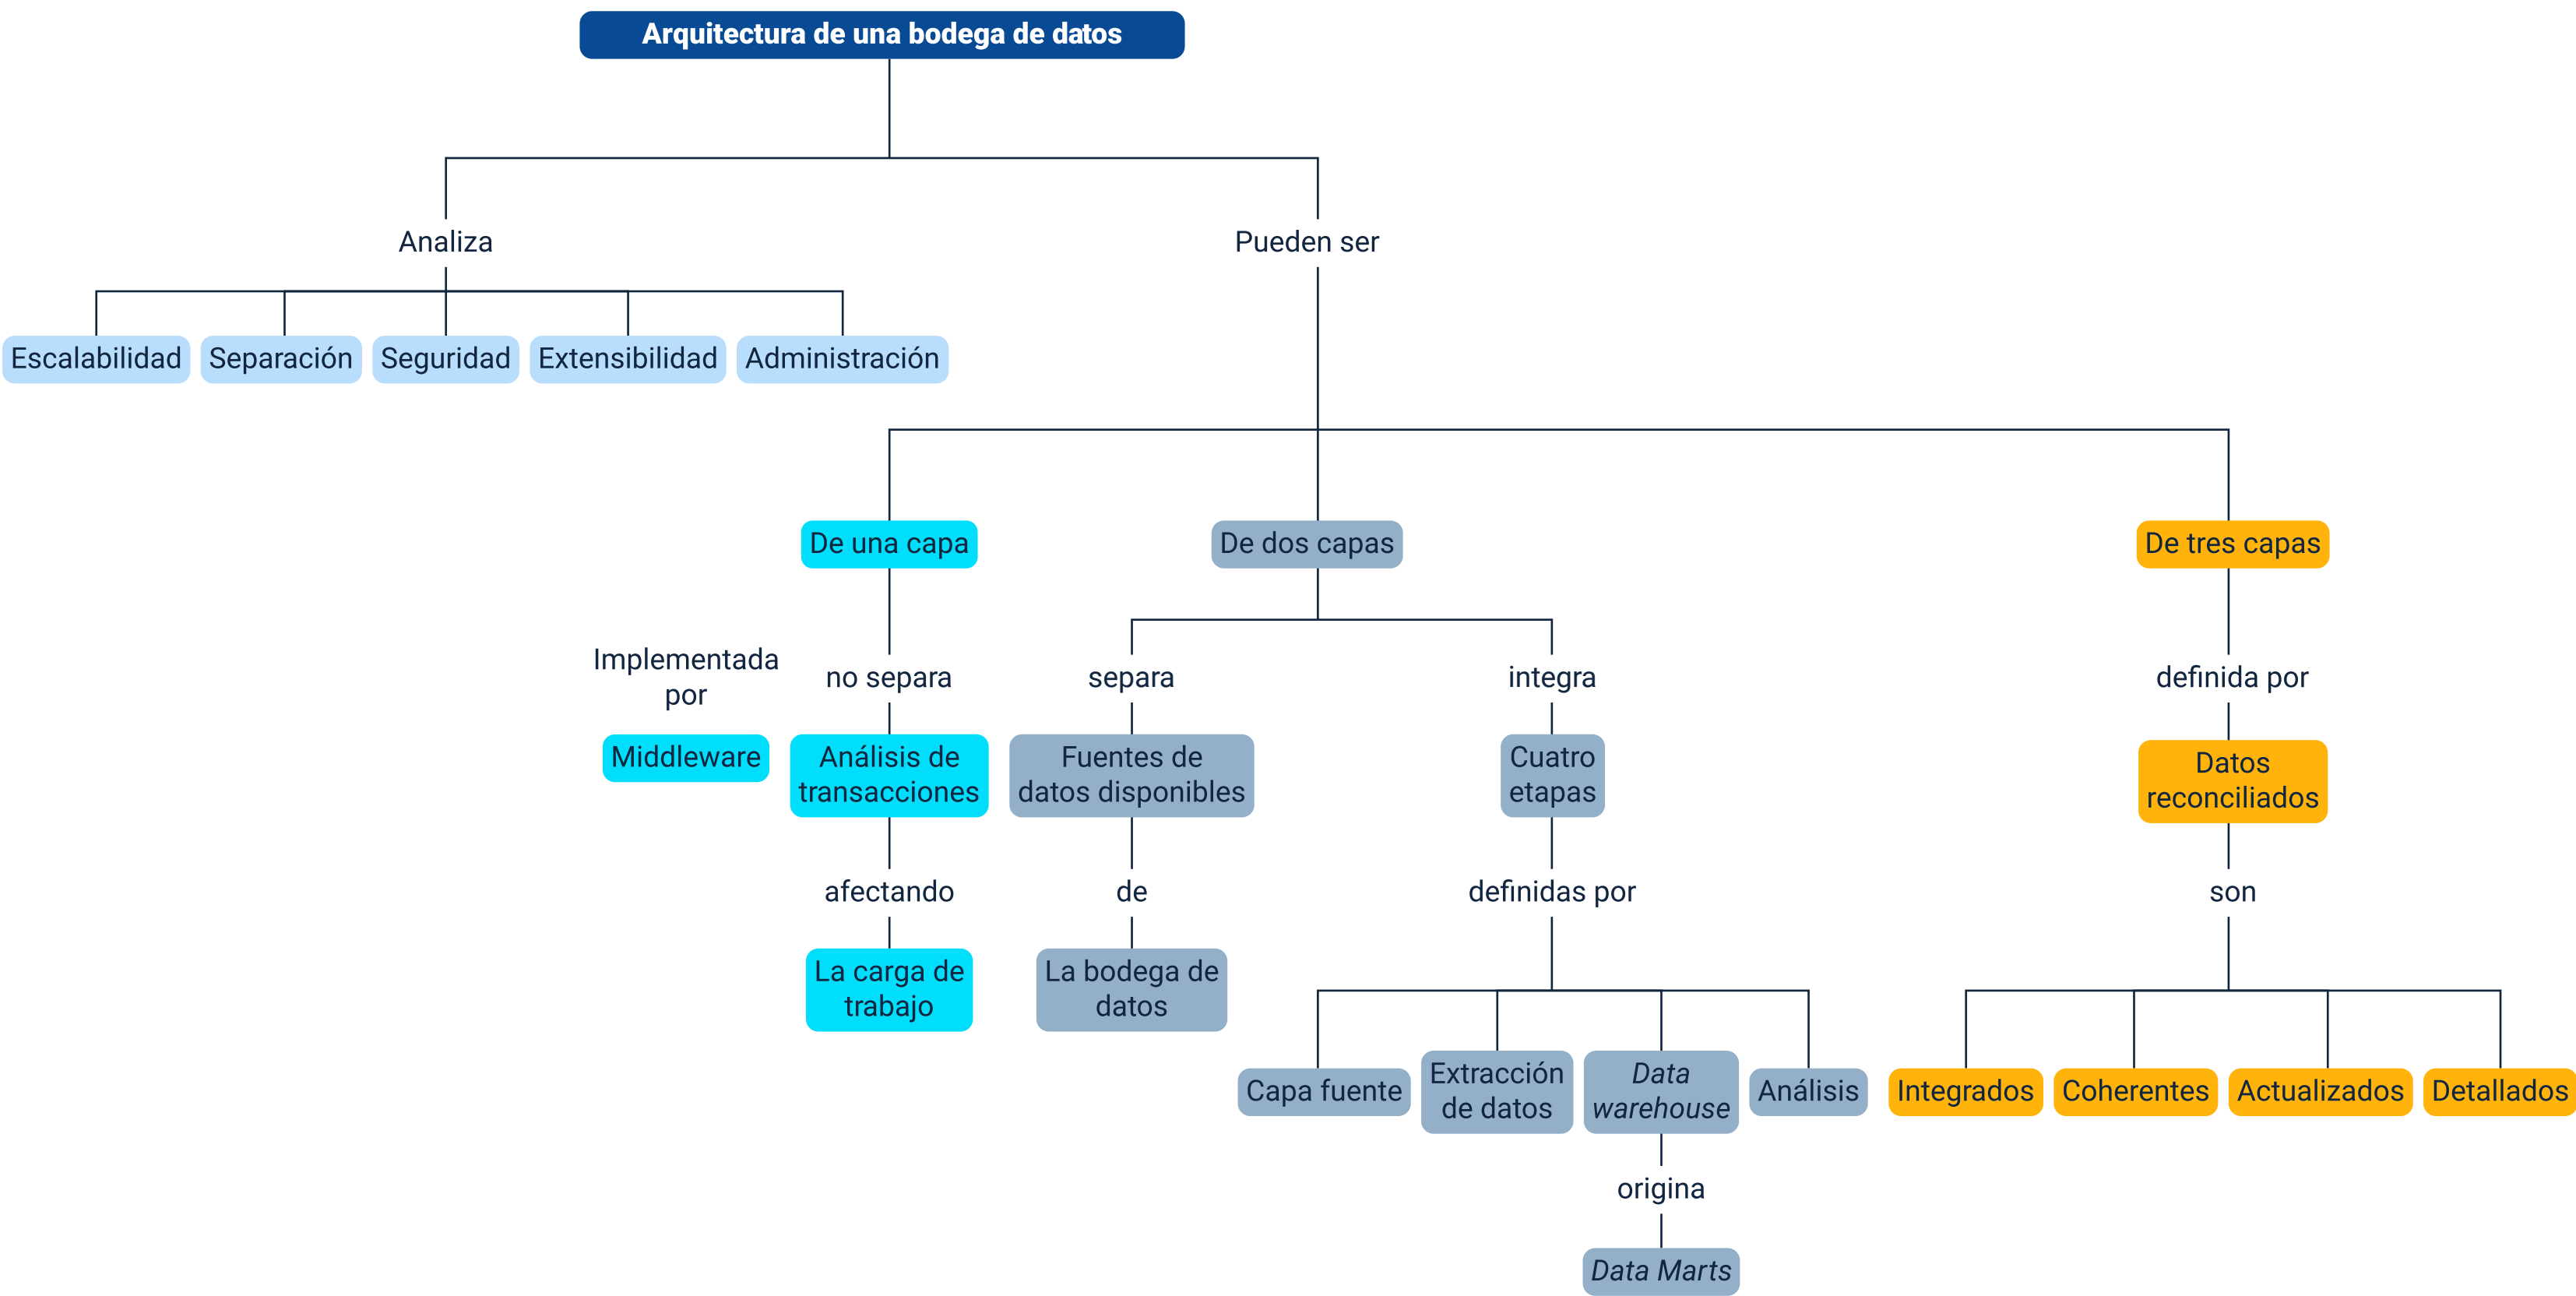 Arquitectura de una bodega de datos
Analiza
Pueden ser
Escalabilidad
Separación
Seguridad
Extensibilidad
Administración
De una capa
De dos capas
De tres capas
Implementada
por
no separa
separa
integra
definida por
Middleware
Análisis de
transacciones
Fuentes de
datos disponibles
Cuatro
etapas
Datos
reconciliados
afectando
de
definidas por
son
La carga de
trabajo
La bodega de
datos
Capa fuente
Extracción
de datos
Data
warehouse
Análisis
Integrados
Coherentes
Actualizados
Detallados
origina
Data Marts